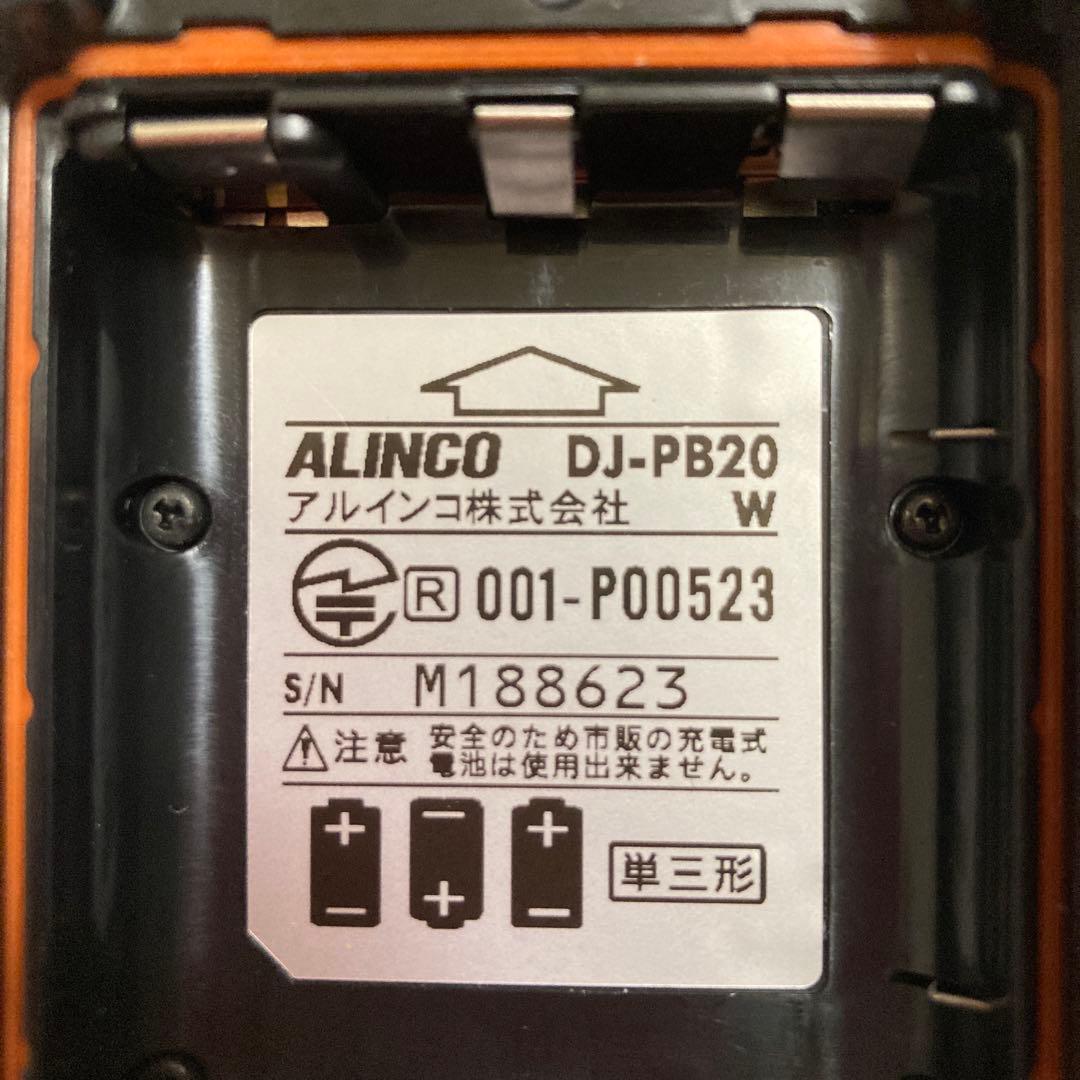 ALINCO DJ-PB20
アルインコ株式会社 W
R 001-P00523
S/N M188623
注意 安全のため市販の充電式
電池は使用出来ません。
+ − +
− + −
単三形